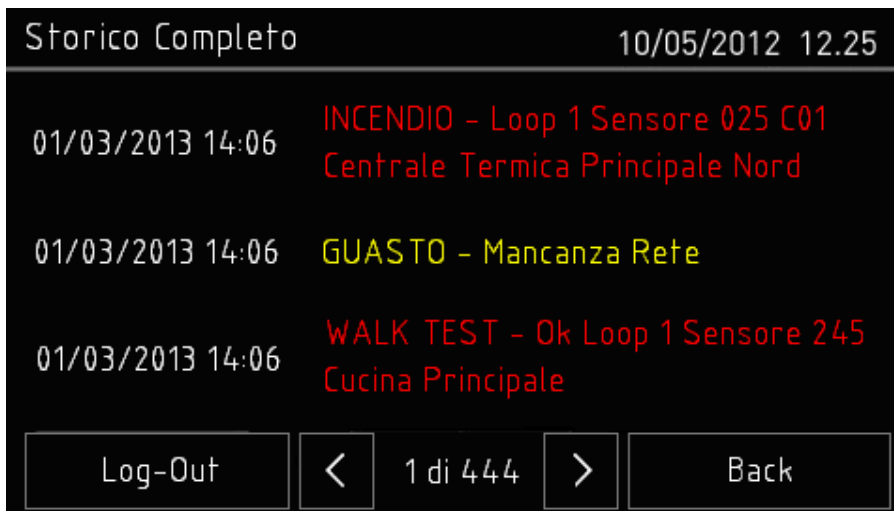 Storico Completo 10/05/2012 12.25
01/03/2013 14:06 INCENDIO - Loop 1 Sensore 025 C01
Centrale Termica Principale Nord
01/03/2013 14:06 GUASTO - Mancanza Rete
01/03/2013 14:06 WALK TEST - Ok Loop 1 Sensore 245
Cucina Principale
Log-Out < 1 di 444 > Back